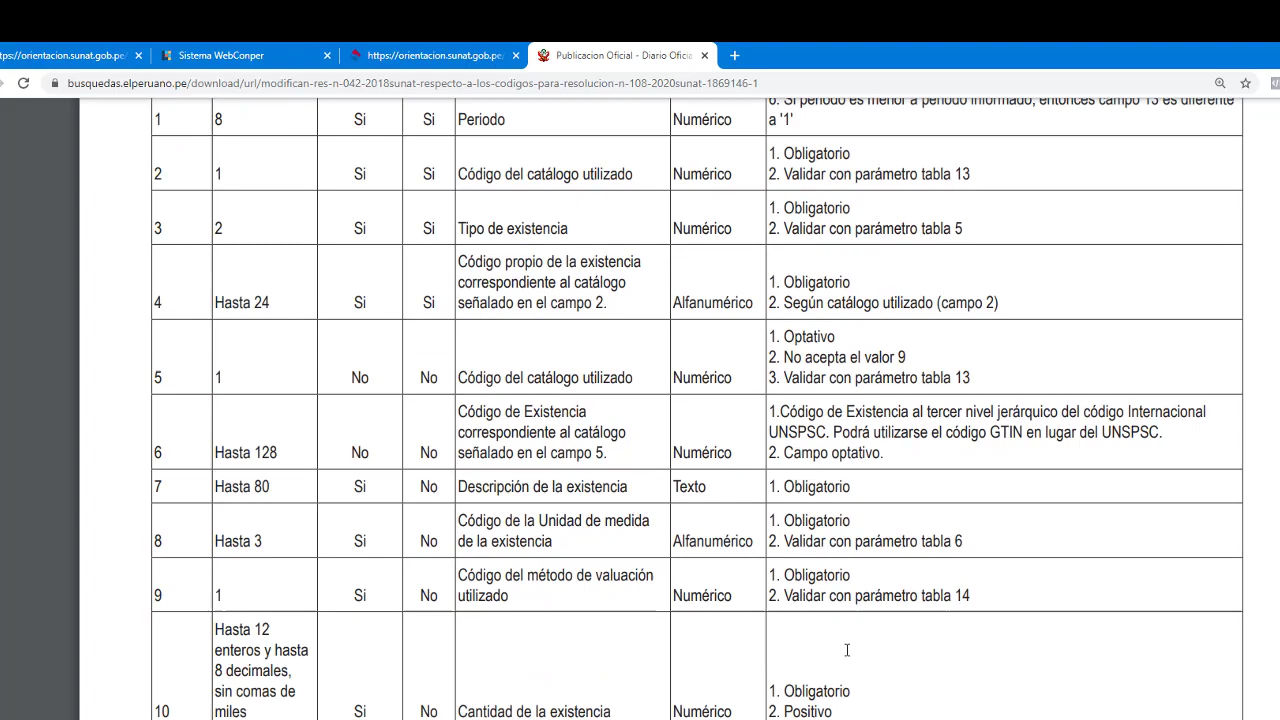 https://orientacion.sunat.gob.pe/
Sistema WebConper
https://orientacion.sunat.gob.pe/
Publicacion Oficial - Diario Oficia
busquedas.elperuano.pe/download/url/modifican-res-n-042-2018sunat-respecto-a-los-codigos-para-resolucion-n-108-2020sunat-1869146-1
6. Si periodo es menor a periodo informado, entonces campo 13 es diferente
1 8 Si Si Periodo Numérico a '1'
1. Obligatorio
2 1 Si Si Código del catálogo utilizado Numérico 2. Validar con parámetro tabla 13
1. Obligatorio
3 2 Si Si Tipo de existencia Numérico 2. Validar con parámetro tabla 5
Código propio de la existencia
correspondiente al catálogo 1. Obligatorio
4 Hasta 24 Si Si señalado en el campo 2. Alfanumérico 2. Según catálogo utilizado (campo 2)
1. Optativo
2. No acepta el valor 9
5 1 No No Código del catálogo utilizado Numérico 3. Validar con parámetro tabla 13
Código de Existencia 1.Código de Existencia al tercer nivel jerárquico del código Internacional
correspondiente al catálogo UNSPSC. Podrá utilizarse el código GTIN en lugar del UNSPSC.
6 Hasta 128 No No señalado en el campo 5. Numérico 2. Campo optativo.
7 Hasta 80 Si No Descripción de la existencia Texto 1. Obligatorio
Código de la Unidad de medida 1. Obligatorio
8 Hasta 3 Si No de la existencia Alfanumérico 2. Validar con parámetro tabla 6
Código del método de valuación 1. Obligatorio
9 1 Si No utilizado Numérico 2. Validar con parámetro tabla 14
Hasta 12
enteros y hasta
8 decimales,
sin comas de 1. Obligatorio
10 miles Si No Cantidad de la existencia Numérico 2. Positivo